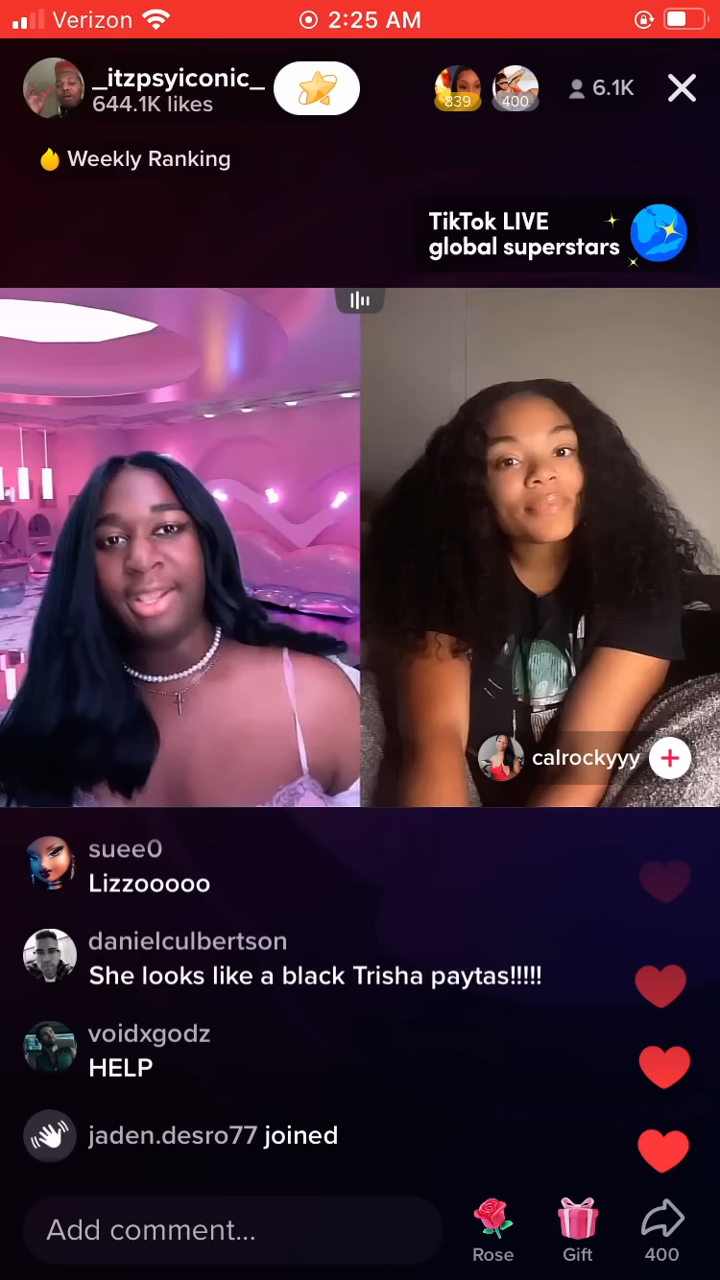 Verizon 2:25 AM
_itzpsyiconic_
644.1K likes
839
400
6.1K
Weekly Ranking
TikTok LIVE
global superstars
calrockyyy
suee0
Lizzooooo
danielculbertson
She looks like a black Trisha paytas!!!!!
voidxgodz
HELP
jaden.desro77 joined
Add comment...
Rose
Gift
400